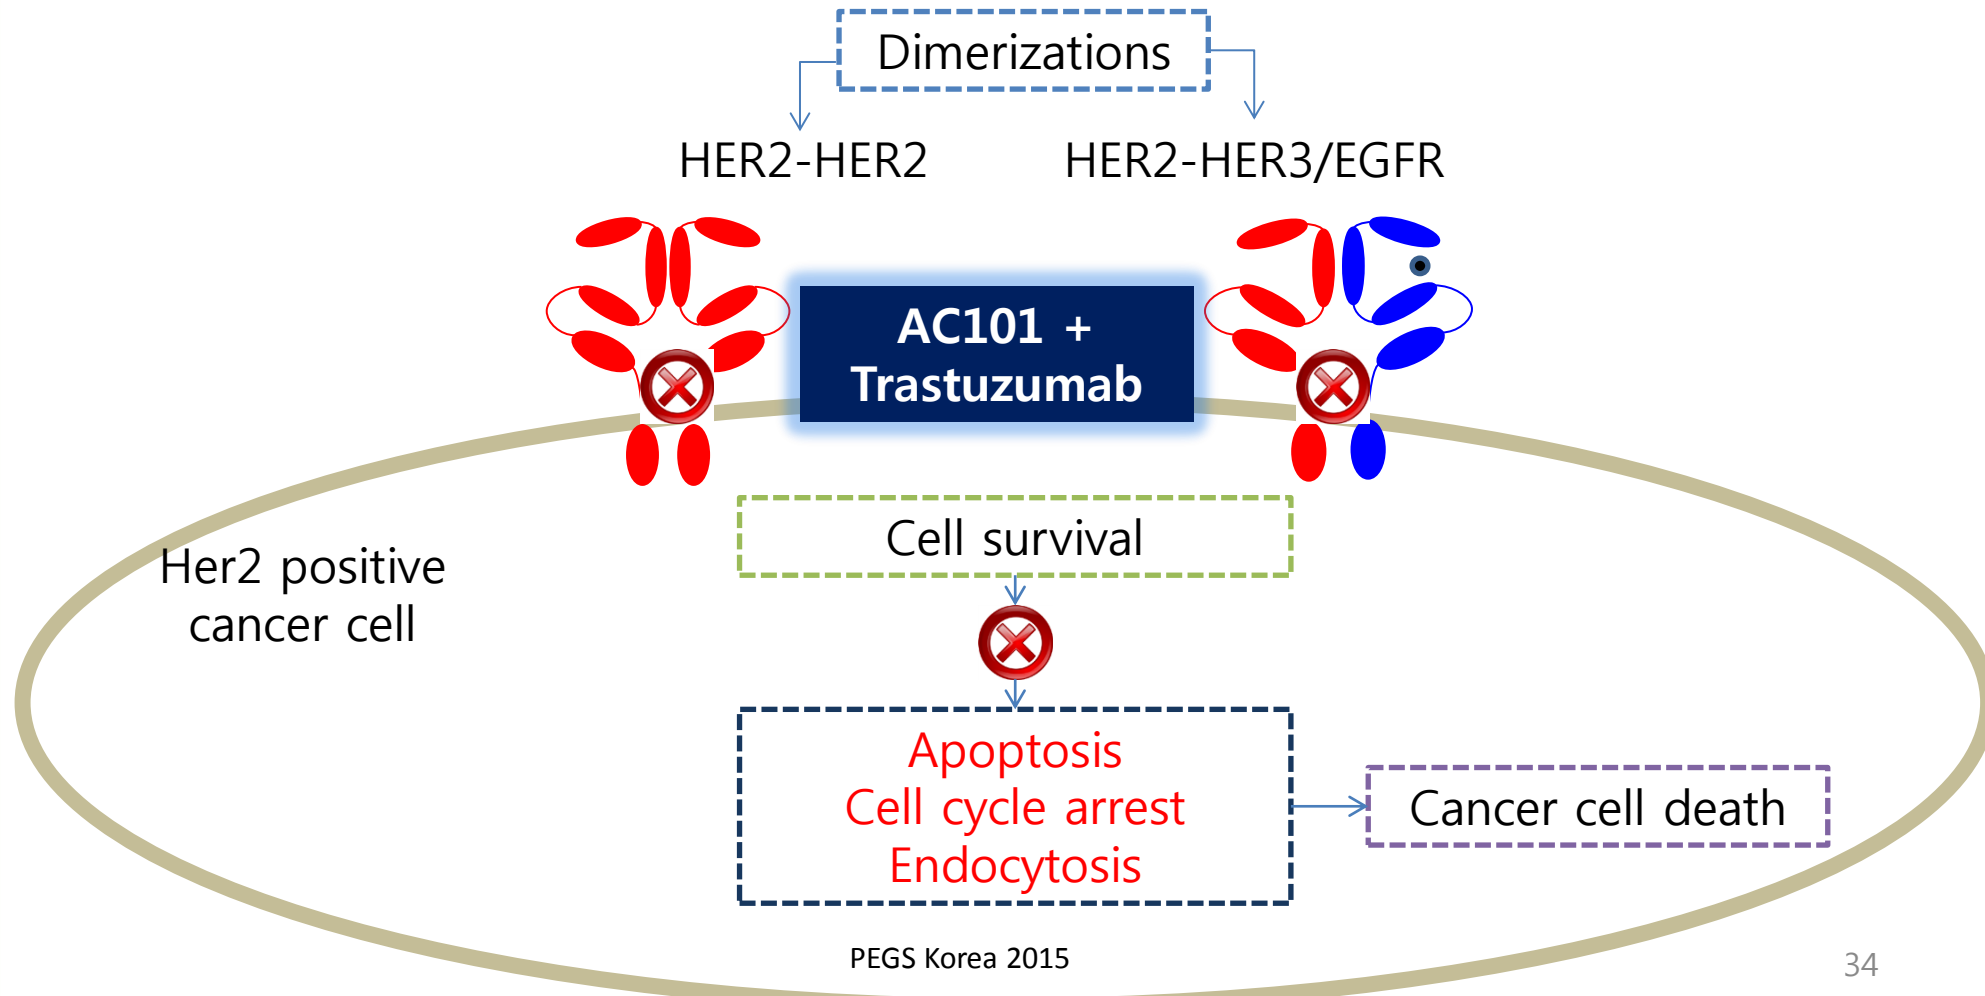 Dimerizations
HER2-HER2
HER2-HER3/EGFR
AC101 +
Trastuzumab
Cell survival
Her2 positive
cancer cell
Apoptosis
Cell cycle arrest
Endocytosis
Cancer cell death
PEGS Korea 2015
34